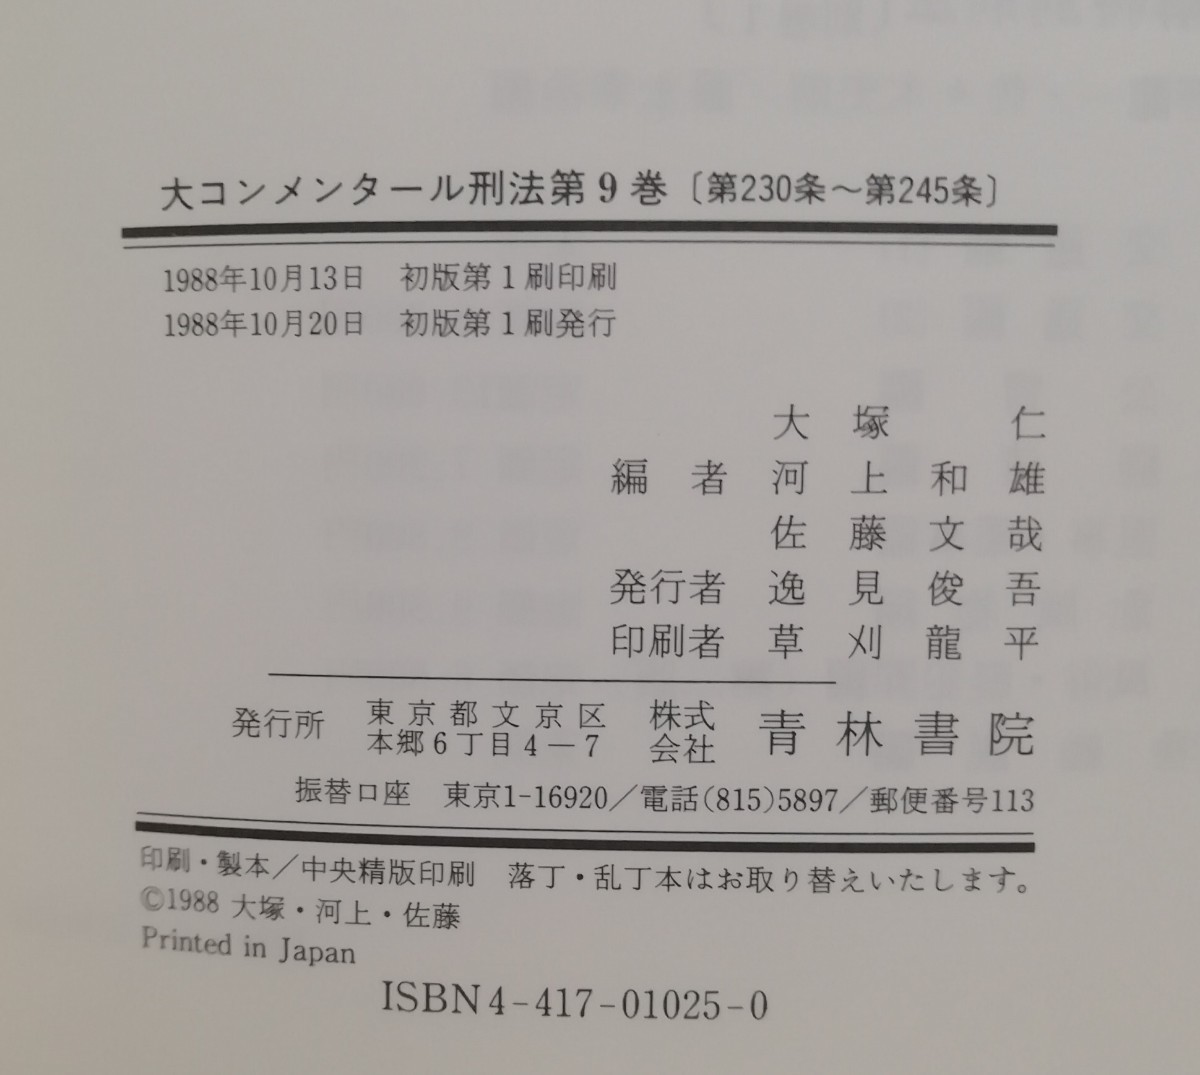 大コンメンタール刑法第9巻〔第230条～第245条〕
1988年10月13日 初版第1刷印刷
1988年10月20日 初版第1刷発行
大塚 仁
編者 河上和雄
佐藤文哉
発行者 逸見俊吾
印刷者 草刈龍平
発行所 東京都文京区本郷6丁目4－7 株式会社 青林書院
振替口座 東京1-16920／電話(815)5897／郵便番号113
印刷・製本／中央精版印刷 落丁・乱丁本はお取り替えいたします。
©1988 大塚・河上・佐藤
Printed in Japan
ISBN4-417-01025-0